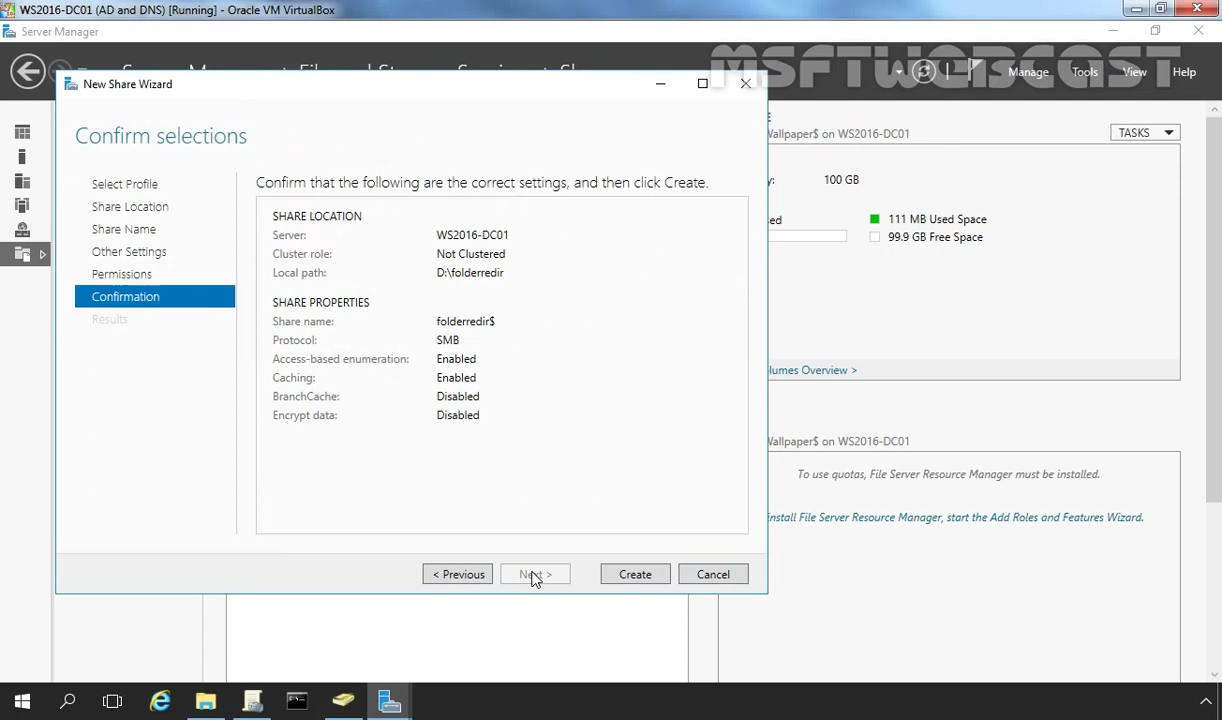 WS2016-DC01 (AD and DNS) [Running] - Oracle VM VirtualBox
Server Manager
MSFTWEBCAST
Manage Tools View Help
New Share Wizard
Wallpaper$ on WS2016-DC01
TASKS
Confirm selections
100 GB
111 MB Used Space
99.9 GB Free Space
Select Profile
Share Location
Share Name
Other Settings
Permissions
Confirmation
Results
Confirm that the following are the correct settings, and then click Create.
SHARE LOCATION
Server: WS2016-DC01
Cluster role: Not Clustered
Local path: D:\folderredir
SHARE PROPERTIES
Share name: folderredir$
Protocol: SMB
Access-based enumeration: Enabled
Caching: Enabled
BranchCache: Disabled
Encrypt data: Disabled
Overview >
Wallpaper$ on WS2016-DC01
To use quotas, File Server Resource Manager must be installed.
install File Server Resource Manager, start the Add Roles and Features Wizard.
< Previous
Next >
Create
Cancel